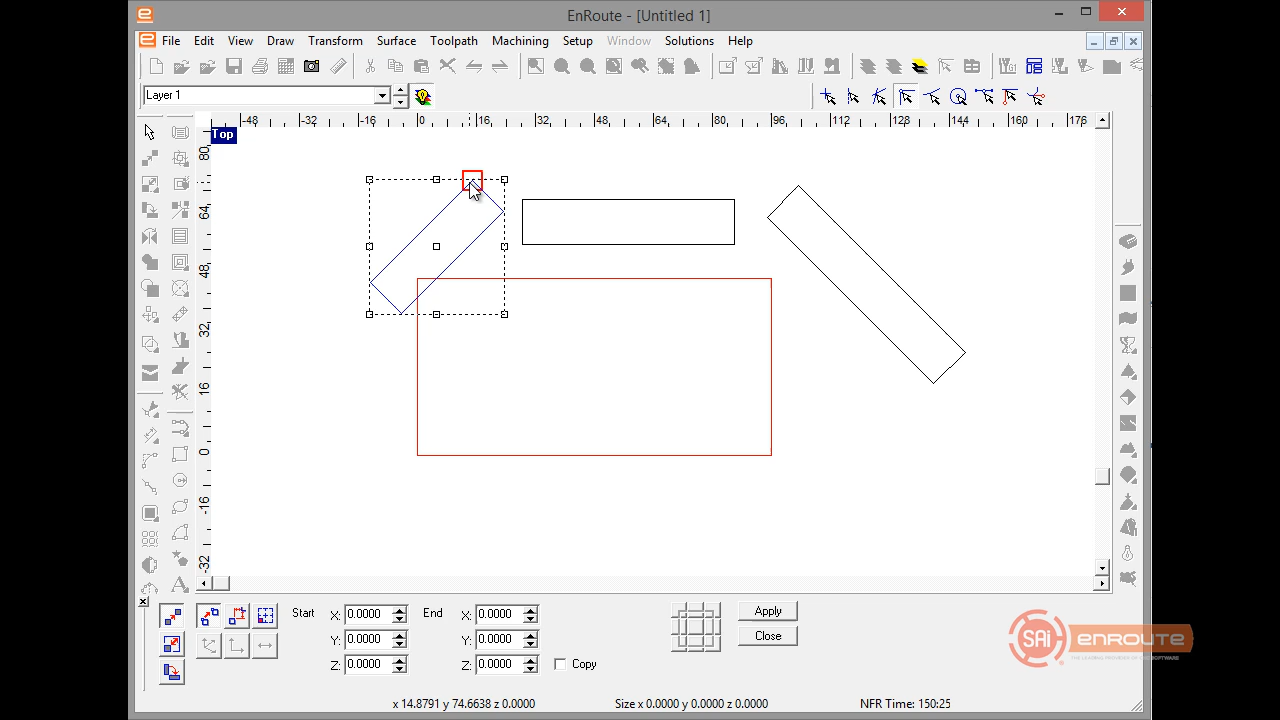 EnRoute - [Untitled 1]
File Edit View Draw Transform Surface Toolpath Machining Setup Window Solutions Help
Layer 1
-48 -32 -16 0 16 32 48 64 80 96 112 128 144 160 176
Top
80
64
48
32
16
0
-16
-32
Start X: 0.0000 End X: 0.0000 Apply
Y: 0.0000 Y: 0.0000 Close
Z: 0.0000 Z: 0.0000 Copy
SAi ENROUTE
x 14.8791 y 74.6638 z 0.0000 Size x 0.0000 y 0.0000 z 0.0000 NFR Time: 150:25